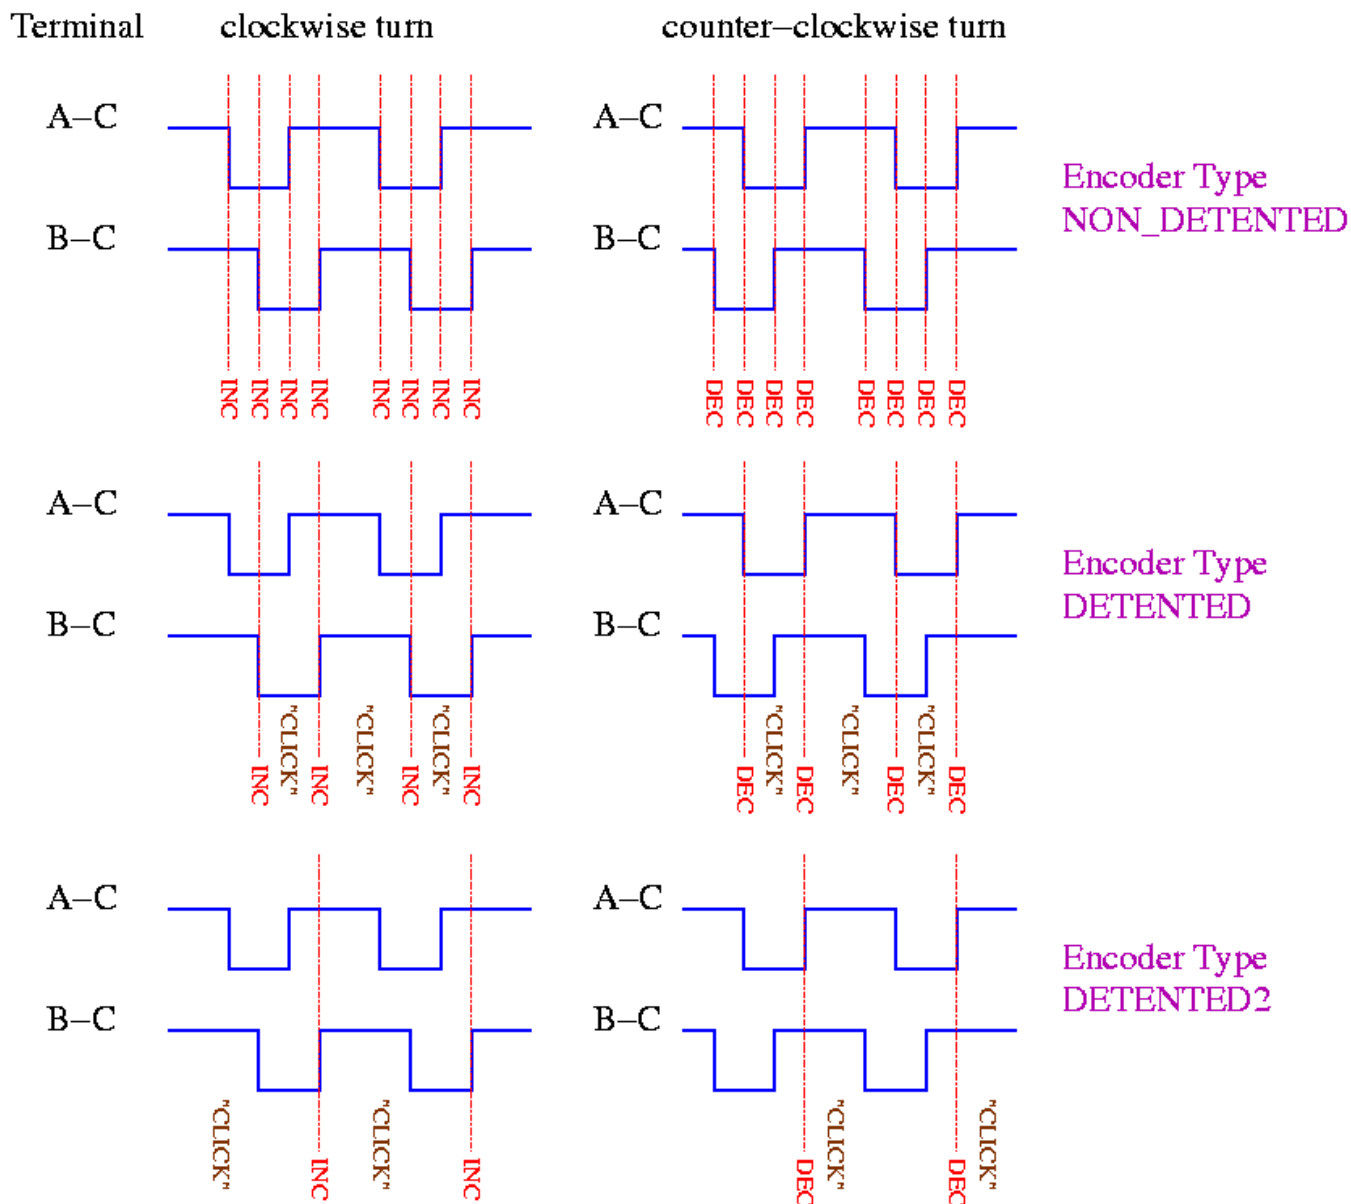 Terminal clockwise turn counter–clockwise turn
A–C A–C
Encoder Type
NON_DETENTED
B–C B–C
INC INC INC INC INC INC INC INC DEC DEC DEC DEC DEC DEC DEC DEC
A–C A–C
Encoder Type
DETENTED
B–C B–C
"CLICK" "CLICK" "CLICK" "CLICK" "CLICK" "CLICK"
INC INC INC INC DEC DEC DEC DEC
A–C A–C
Encoder Type
DETENTED2
B–C B–C
"CLICK" "CLICK" "CLICK" "CLICK"
INC INC DEC DEC